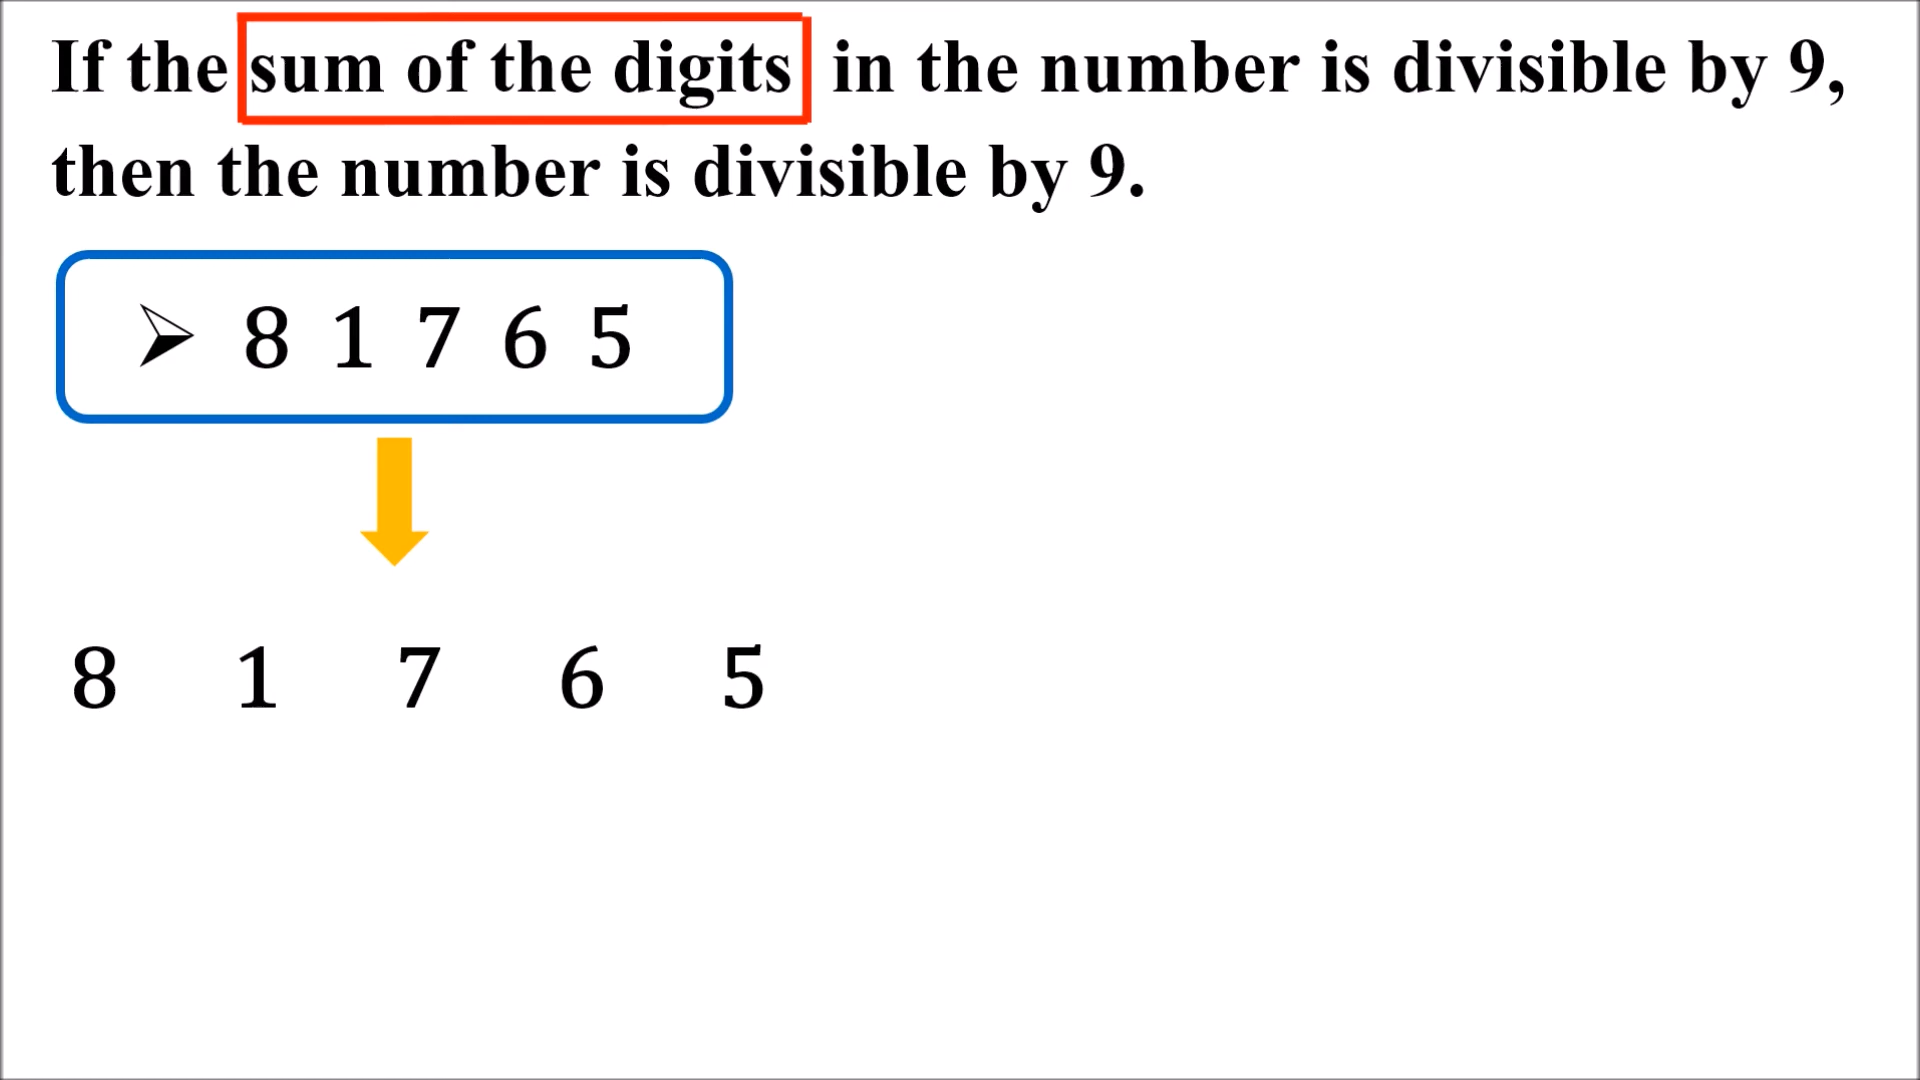 If the sum of the digits in the number is divisible by 9,
then the number is divisible by 9.
➢ 8 1 7 6 5
8 1 7 6 5